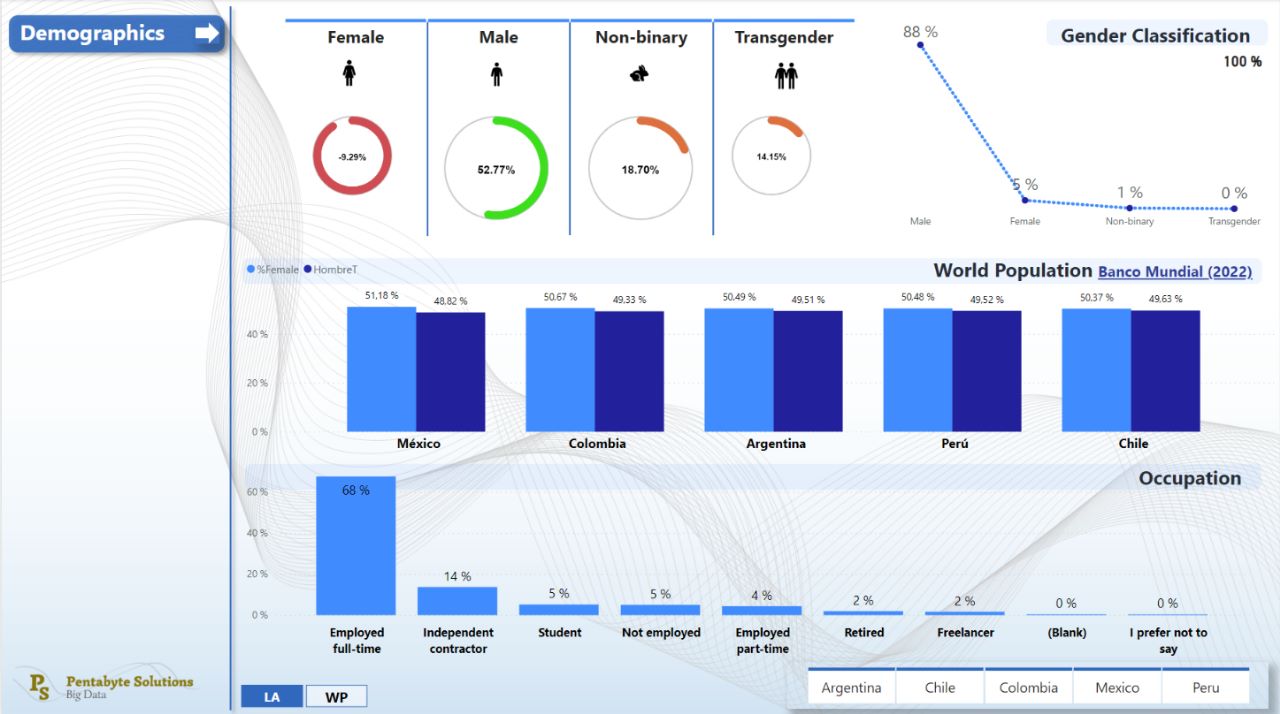 Demographics
Female
Male
Non-binary
Transgender
-9.29%
52.77%
18.70%
14.15%
Gender Classification
100 %
88 %
5 %
1 %
0 %
Male
Female
Non-binary
Transgender
%Female
HombreT
World Population Banco Mundial (2022)
51,18 %
48.82 %
50.67 %
49,33 %
50.49 %
49.51 %
50,48 %
49,52 %
50.37 %
49.63 %
40 %
20 %
0 %
México
Colombia
Argentina
Perú
Chile
Occupation
60 %
40 %
20 %
0 %
68 %
14 %
5 %
5 %
4 %
2 %
2 %
0 %
0 %
Employed
full-time
Independent
contractor
Student
Not employed
Employed
part-time
Retired
Freelancer
(Blank)
I prefer not to
say
PS
Pentabyte Solutions
Big Data
LA
WP
Argentina
Chile
Colombia
Mexico
Peru